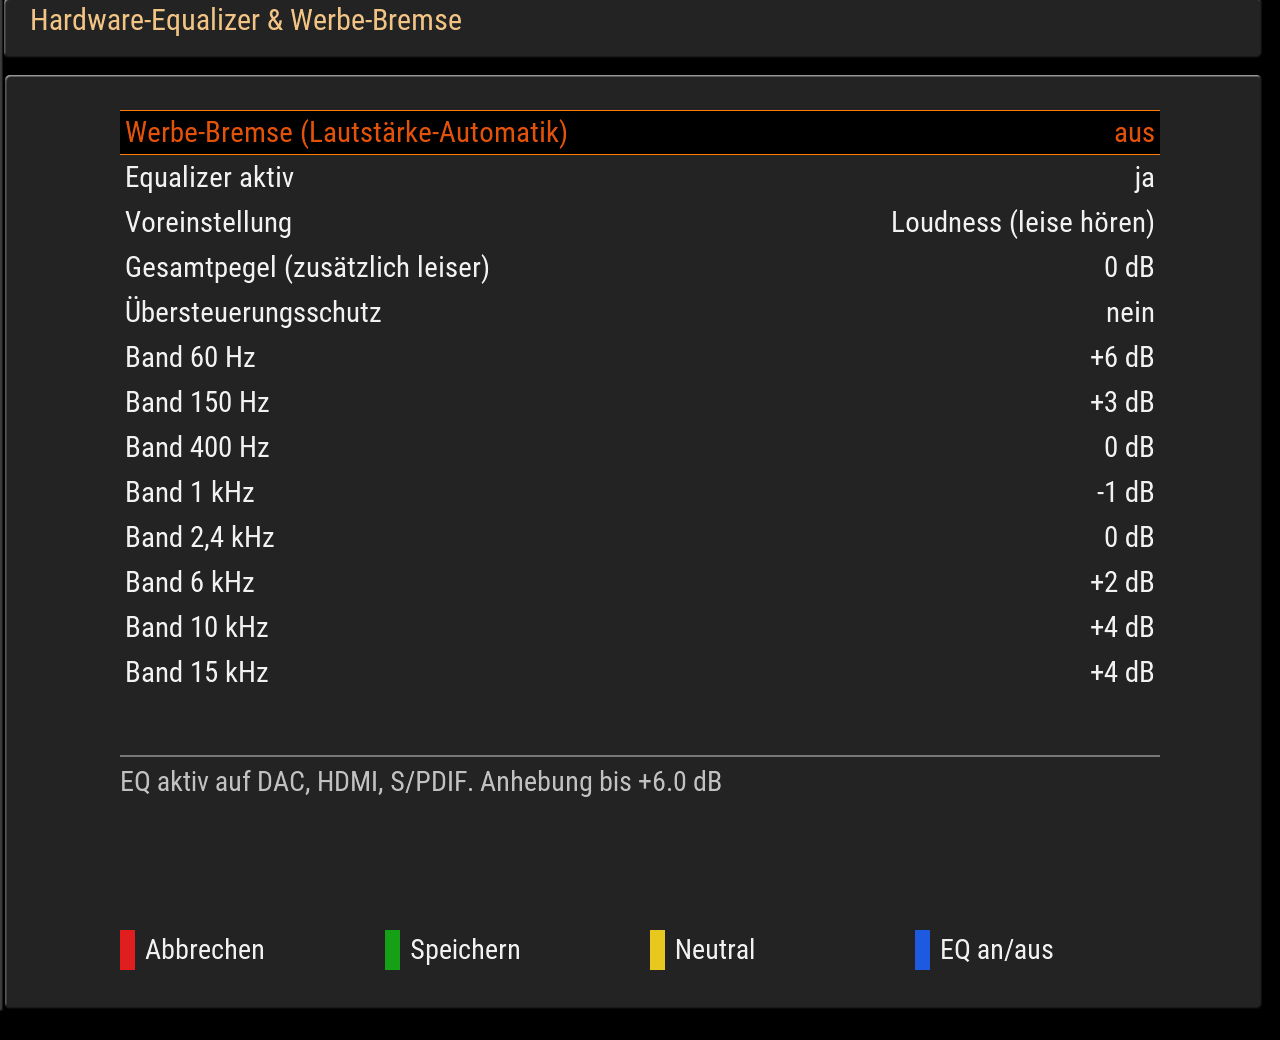 Hardware-Equalizer & Werbe-Bremse
Werbe-Bremse (Lautstärke-Automatik) aus
Equalizer aktiv ja
Voreinstellung Loudness (leise hören)
Gesamtpegel (zusätzlich leiser) 0 dB
Übersteuerungsschutz nein
Band 60 Hz +6 dB
Band 150 Hz +3 dB
Band 400 Hz 0 dB
Band 1 kHz -1 dB
Band 2,4 kHz 0 dB
Band 6 kHz +2 dB
Band 10 kHz +4 dB
Band 15 kHz +4 dB
EQ aktiv auf DAC, HDMI, S/PDIF. Anhebung bis +6.0 dB
Abbrechen Speichern Neutral EQ an/aus